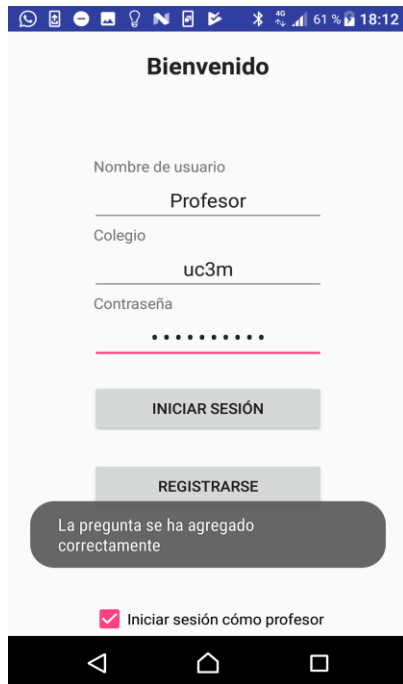 4G 61 % 18:12
Bienvenido
Nombre de usuario
Profesor
Colegio
uc3m
Contraseña
••••••••••
INICIAR SESIÓN
REGISTRARSE
La pregunta se ha agregado
correctamente
Iniciar sesión cómo profesor